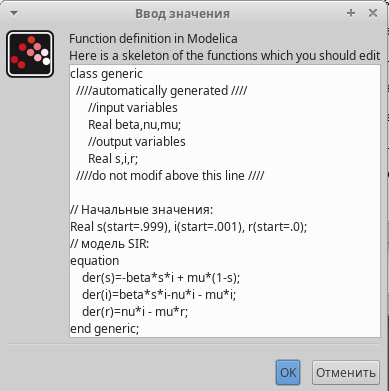 Ввод значения
Function definition in Modelica
Here is a skeleton of the functions which you should edit
class generic
////automatically generated ////
//input variables
Real beta,nu,mu;
//output variables
Real s,i,r;
////do not modif above this line ////
// Начальные значения:
Real s(start=.999), i(start=.001), r(start=.0);
// модель SIR:
equation
der(s)=-beta*s*i + mu*(1-s);
der(i)=beta*s*i-nu*i - mu*i;
der(r)=nu*i - mu*r;
end generic;
OK Отменить